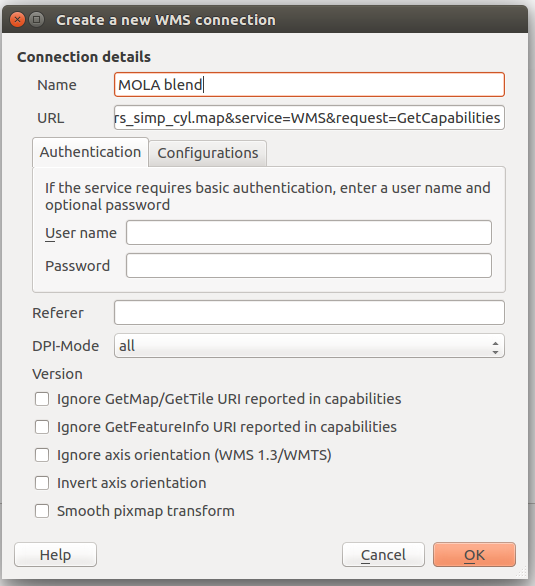 Create a new WMS connection
Connection details
Name MOLA blend
URL rs_simp_cyl.map&service=WMS&request=GetCapabilities
Authentication Configurations
If the service requires basic authentication, enter a user name and
optional password
User name
Password
Referer
DPI-Mode all
Version
Ignore GetMap/GetTile URI reported in capabilities
Ignore GetFeatureInfo URI reported in capabilities
Ignore axis orientation (WMS 1.3/WMTS)
Invert axis orientation
Smooth pixmap transform
Help Cancel OK